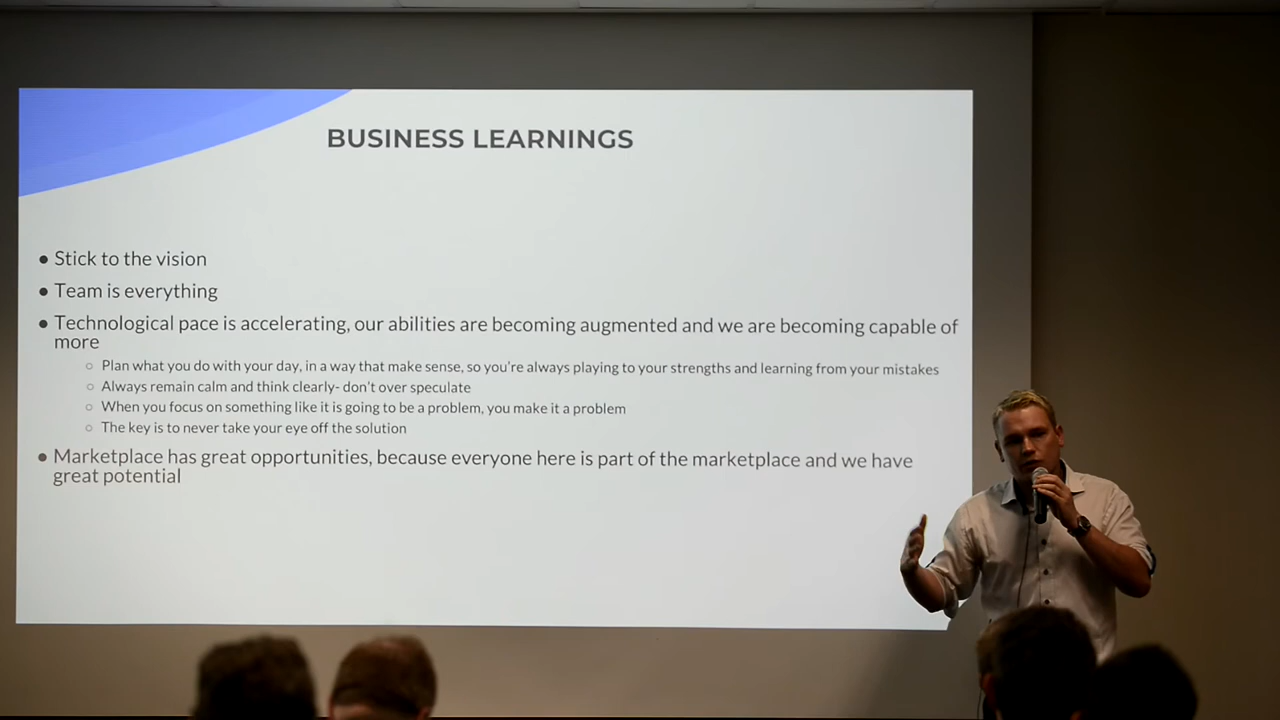 BUSINESS LEARNINGS
● Stick to the vision
● Team is everything
● Technological pace is accelerating, our abilities are becoming augmented and we are becoming capable of
more
○ Plan what you do with your day, in a way that make sense, so you're always playing to your strengths and learning from your mistakes
○ Always remain calm and think clearly- don't over speculate
○ When you focus on something like it is going to be a problem, you make it a problem
○ The key is to never take your eye off the solution
● Marketplace has great opportunities, because everyone here is part of the marketplace and we have
great potential